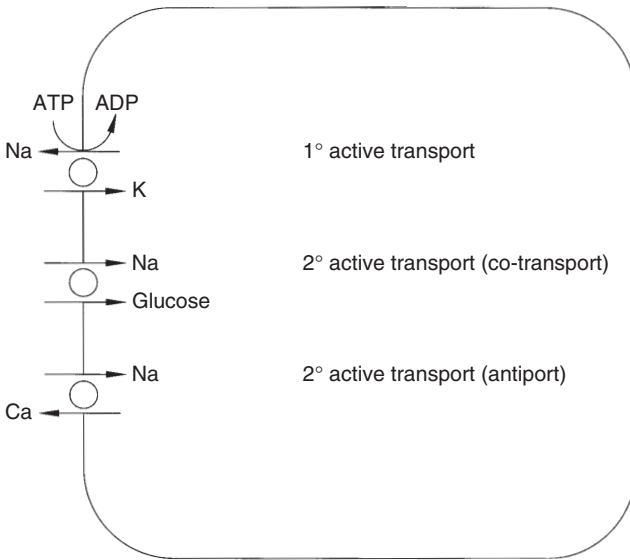 ATP ADP
Na 1° active transport
K
Na 2° active transport (co-transport)
Glucose
Na 2° active transport (antiport)
Ca